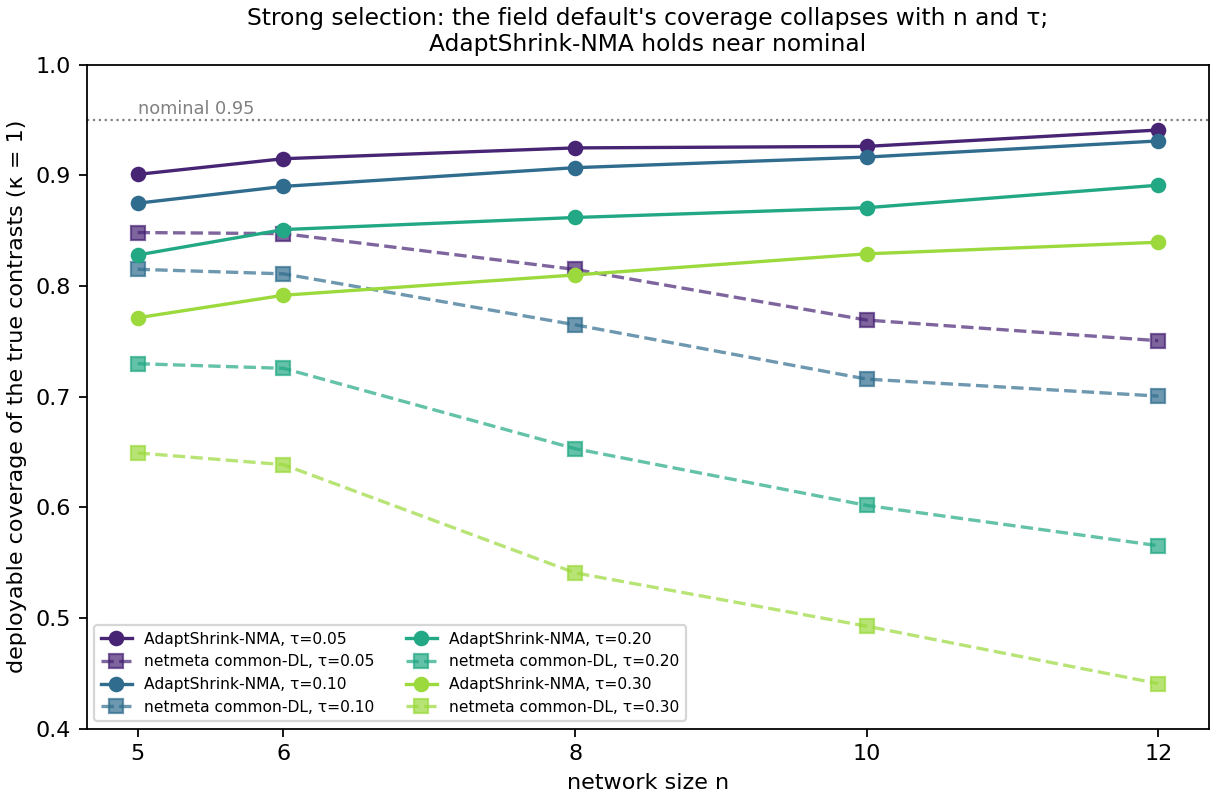 Strong selection: the field default's coverage collapses with n and τ;
AdaptShrink-NMA holds near nominal
deployable coverage of the true contrasts (κ = 1)
1.0
0.9
0.8
0.7
0.6
0.5
0.4
nominal 0.95
AdaptShrink-NMA, τ=0.05
netmeta common-DL, τ=0.05
AdaptShrink-NMA, τ=0.10
netmeta common-DL, τ=0.10
AdaptShrink-NMA, τ=0.20
netmeta common-DL, τ=0.20
AdaptShrink-NMA, τ=0.30
netmeta common-DL, τ=0.30
5 6 8 10 12
network size n